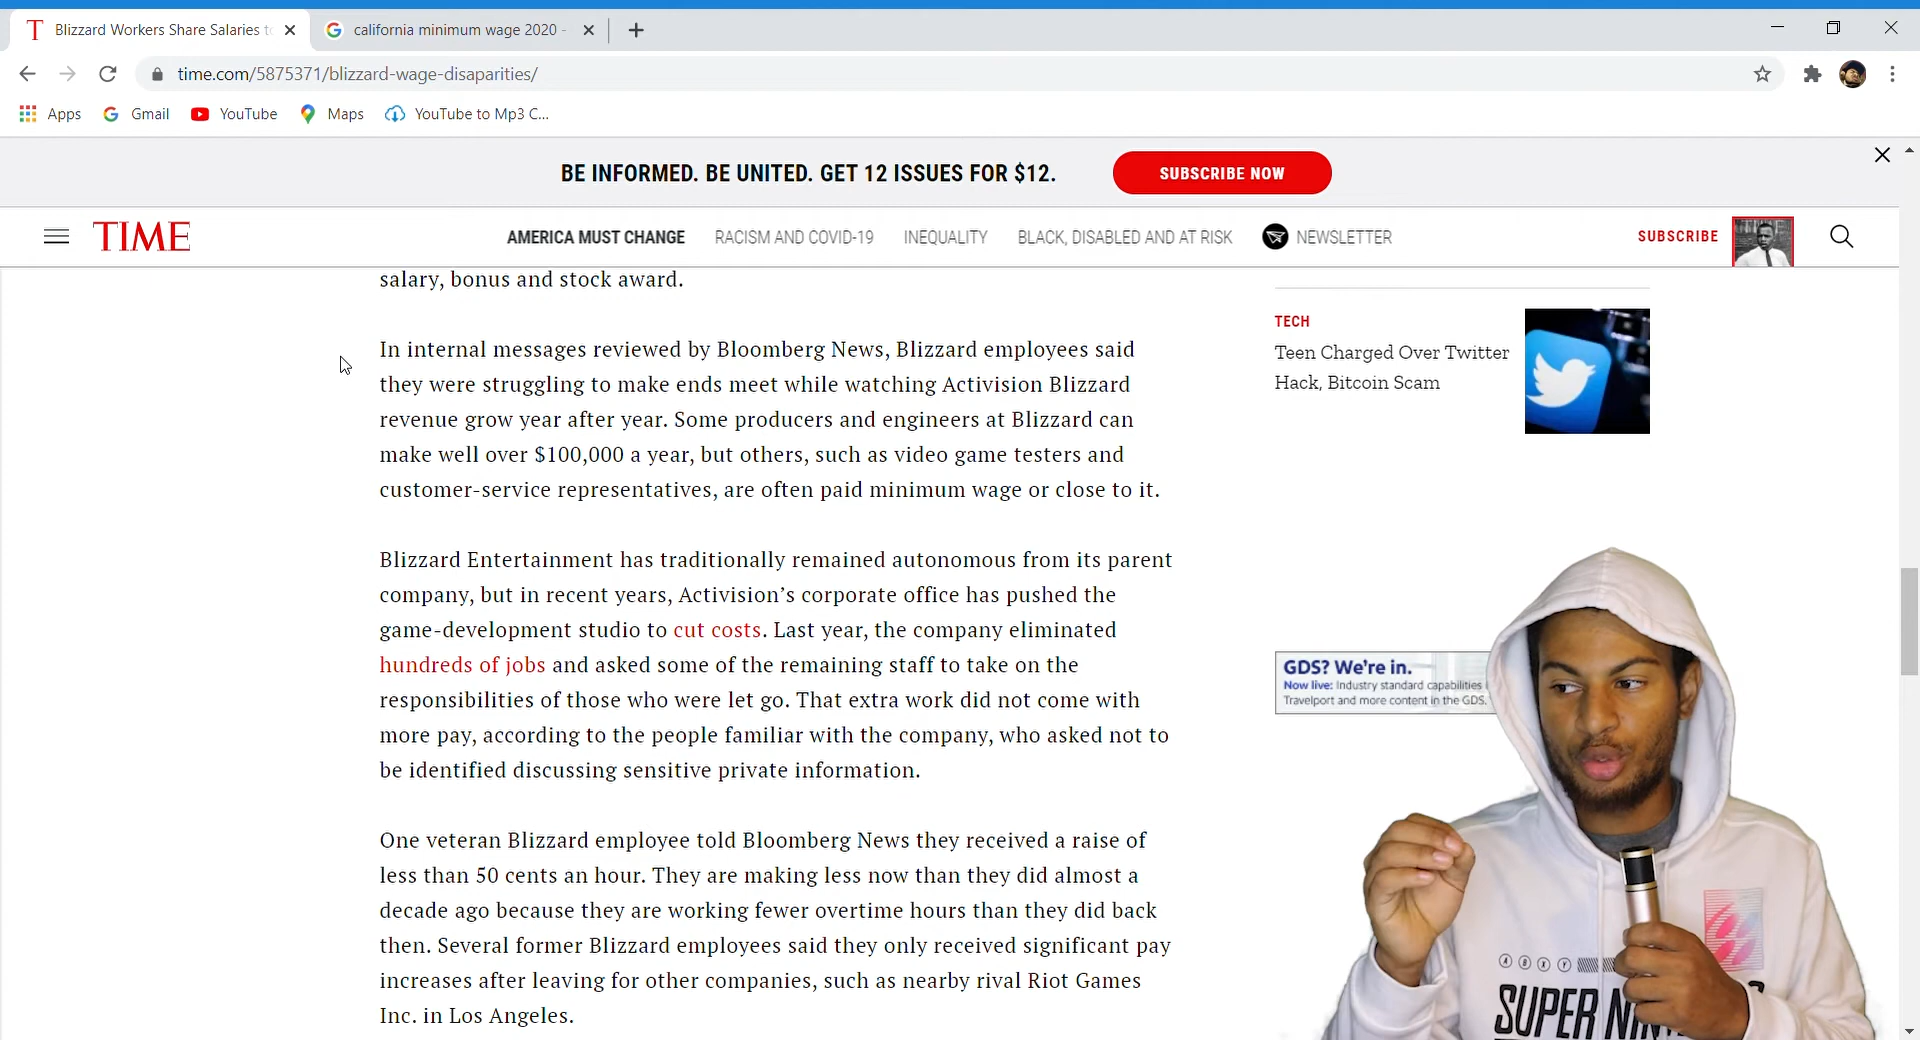 Blizzard Workers Share Salaries to
california minimum wage 2020 -
time.com/5875371/blizzard-wage-disaparities/
Apps
Gmail
YouTube
Maps
YouTube to Mp3 C...
BE INFORMED. BE UNITED. GET 12 ISSUES FOR $12.
SUBSCRIBE NOW
TIME
AMERICA MUST CHANGE
RACISM AND COVID-19
INEQUALITY
BLACK, DISABLED AND AT RISK
NEWSLETTER
SUBSCRIBE
salary, bonus and stock award.
In internal messages reviewed by Bloomberg News, Blizzard employees said
they were struggling to make ends meet while watching Activision Blizzard
revenue grow year after year. Some producers and engineers at Blizzard can
make well over $100,000 a year, but others, such as video game testers and
customer-service representatives, are often paid minimum wage or close to it.
Blizzard Entertainment has traditionally remained autonomous from its parent
company, but in recent years, Activision’s corporate office has pushed the
game-development studio to cut costs. Last year, the company eliminated
hundreds of jobs and asked some of the remaining staff to take on the
responsibilities of those who were let go. That extra work did not come with
more pay, according to the people familiar with the company, who asked not to
be identified discussing sensitive private information.
One veteran Blizzard employee told Bloomberg News they received a raise of
less than 50 cents an hour. They are making less now than they did almost a
decade ago because they are working fewer overtime hours than they did back
then. Several former Blizzard employees said they only received significant pay
increases after leaving for other companies, such as nearby rival Riot Games
Inc. in Los Angeles.
TECH
Teen Charged Over Twitter
Hack, Bitcoin Scam
GDS? We're in.
Now live: Industry standard capabilities
Travelport and more content in the GDS.
A B X Y
SUPER NIN